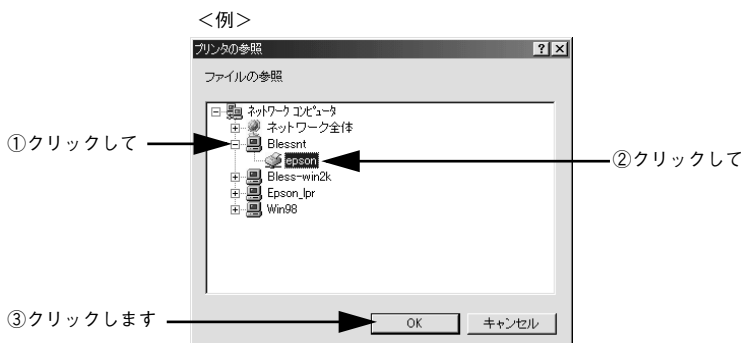 ＜例＞
プリンタの参照
ファイルの参照
ネットワーク コンピュータ
ネットワーク全体
①クリックして
Blessnt
epson
②クリックして
Bless-win2k
Epson_lpr
Win98
③クリックします
OK
キャンセル